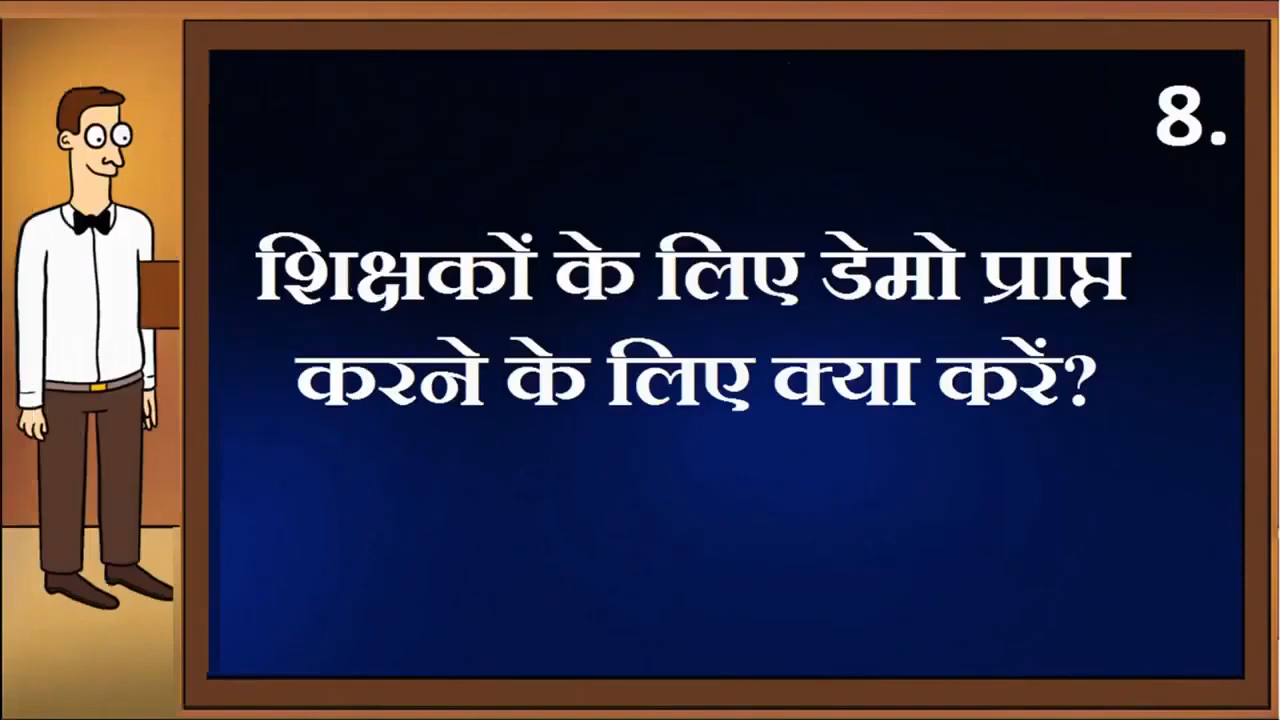 8.
शिक्षकों के लिए डेमो प्राप्त
करने के लिए क्या करें?